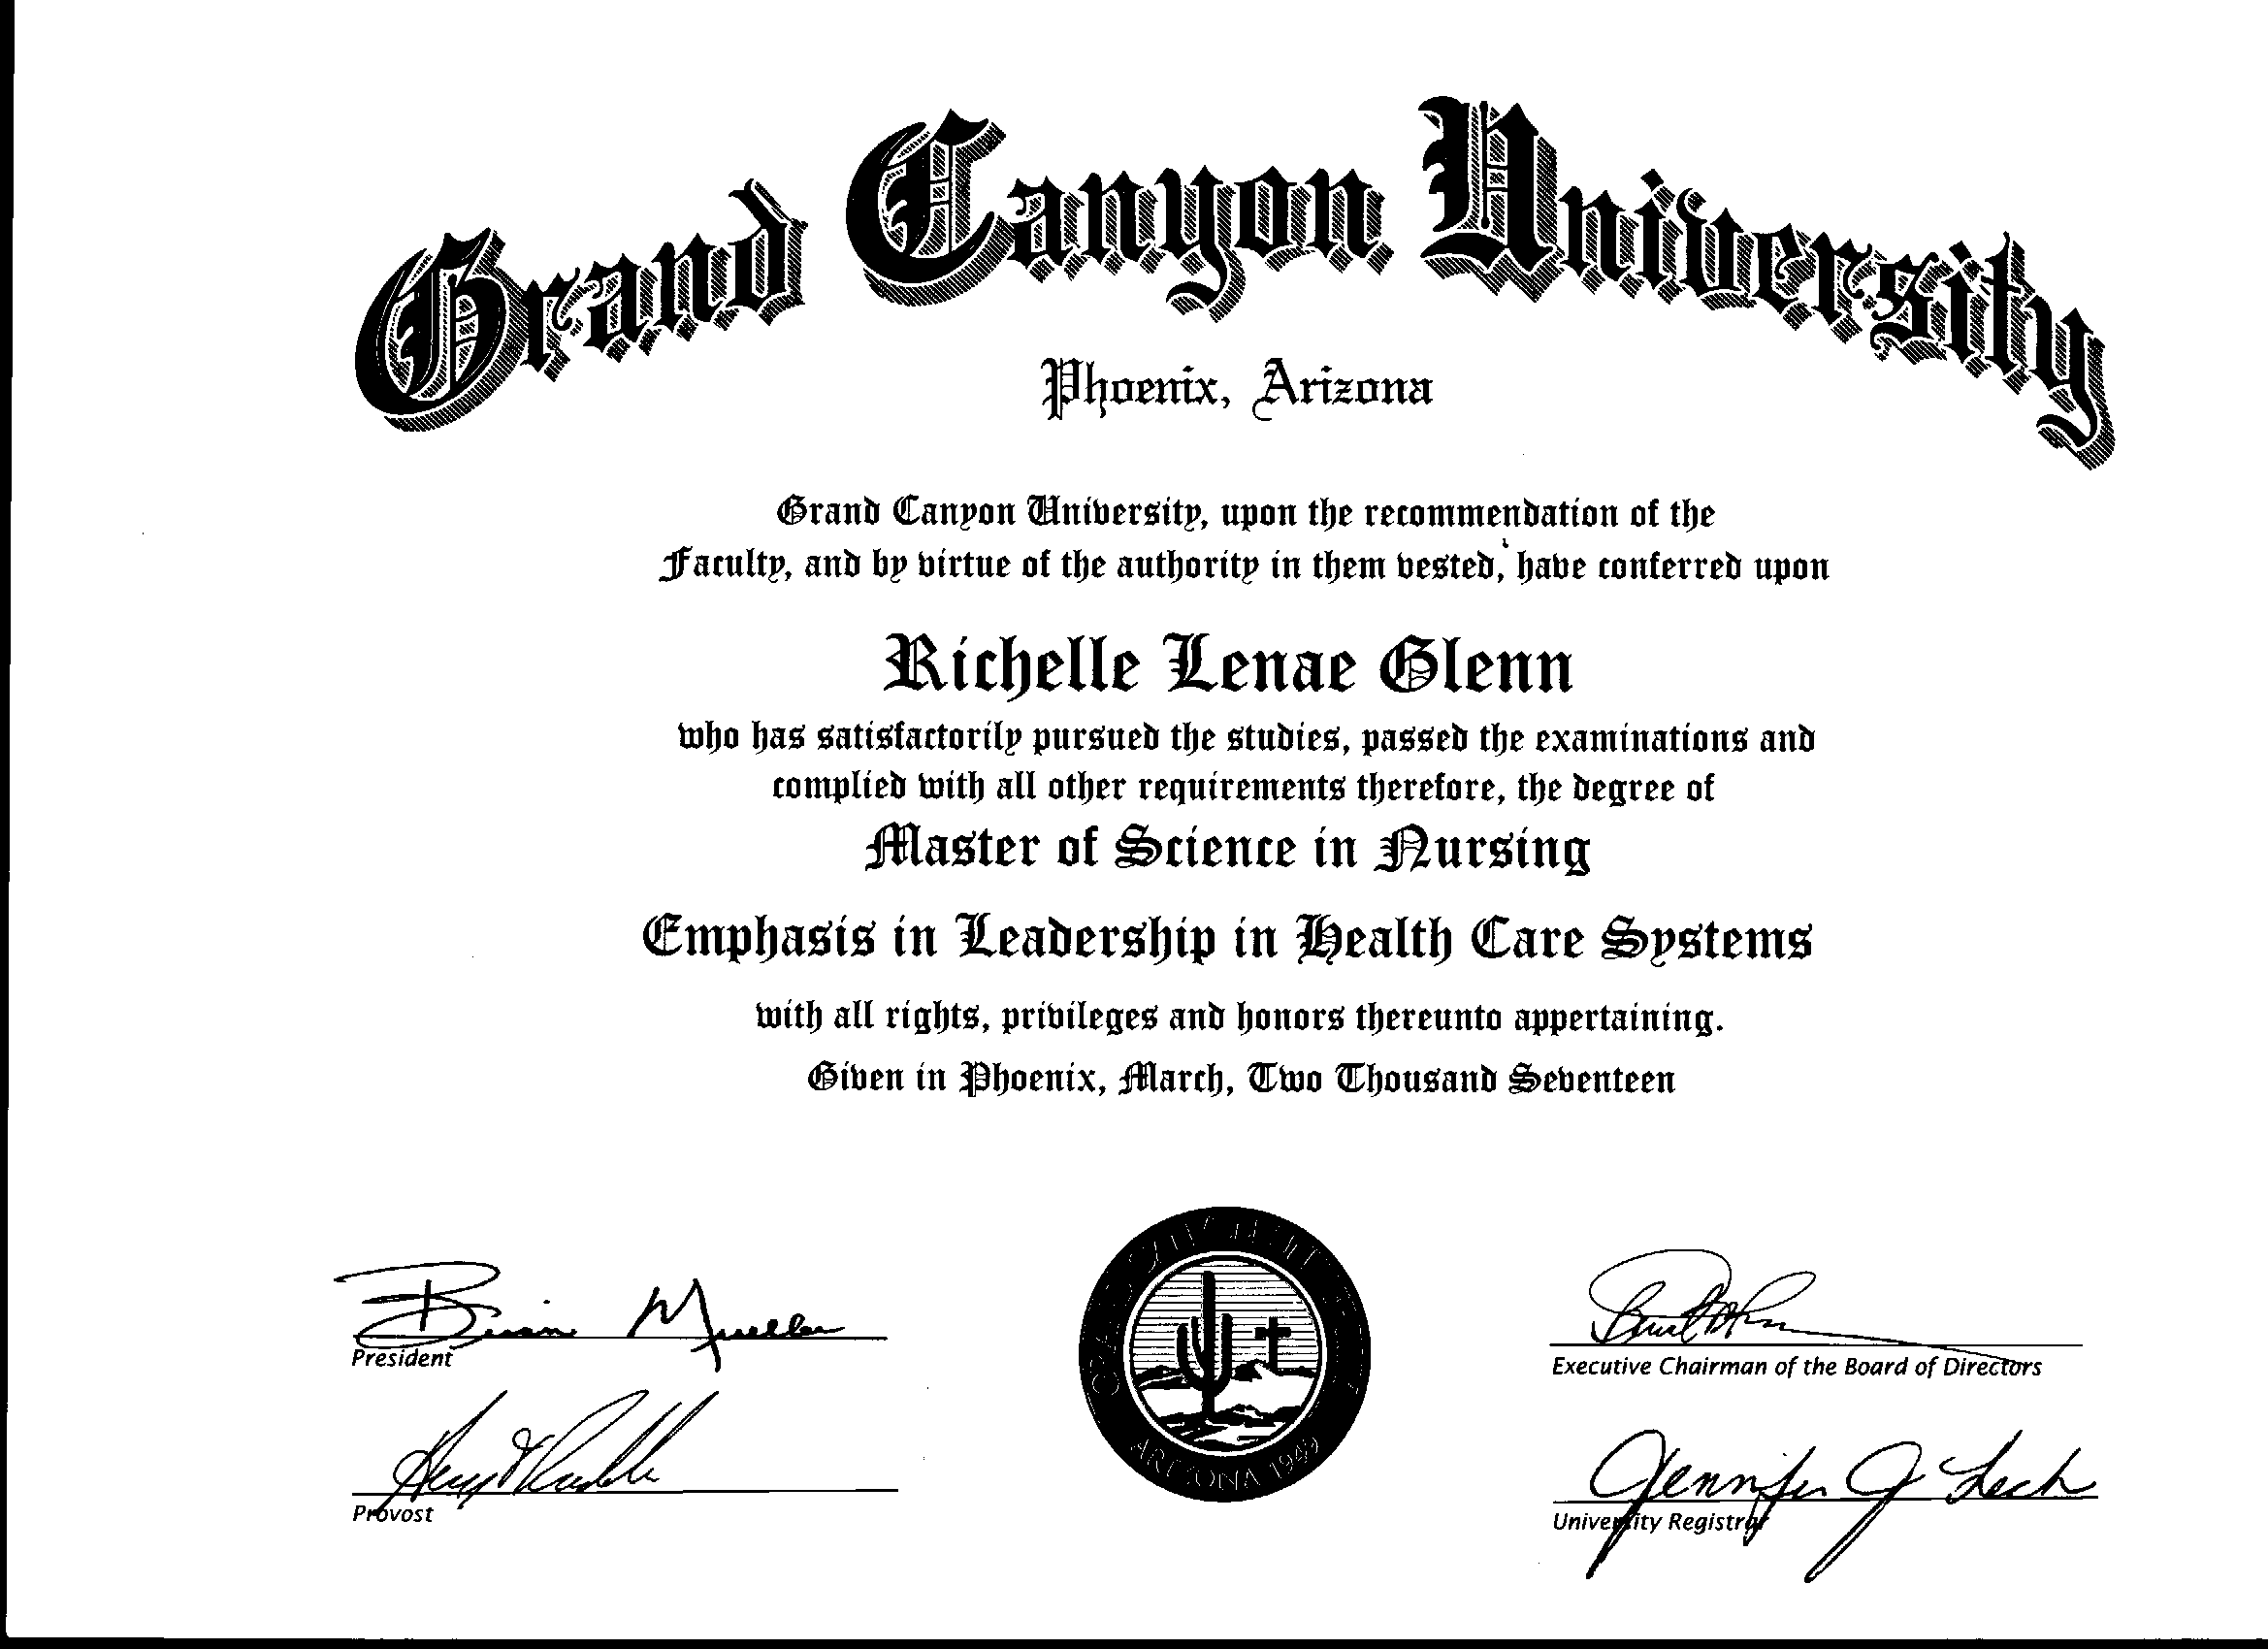 Grand Canyon University
Phoenix, Arizona
Grand Canyon University, upon the recommendation of the
Faculty, and by virtue of the authority in them vested, have conferred upon
Richelle Lenae Glenn
who has satisfactorily pursued the studies, passed the examinations and
complied with all other requirements therefore, the degree of
Master of Science in Nursing
Emphasis in Leadership in Health Care Systems
with all rights, privileges and honors thereunto appertaining.
Given in Phoenix, March, Two Thousand Seventeen
Brian Mueller
President
Executive Chairman of the Board of Directors
ARIZONA 1949
Provost
Jennifer J Lech
University Registrar